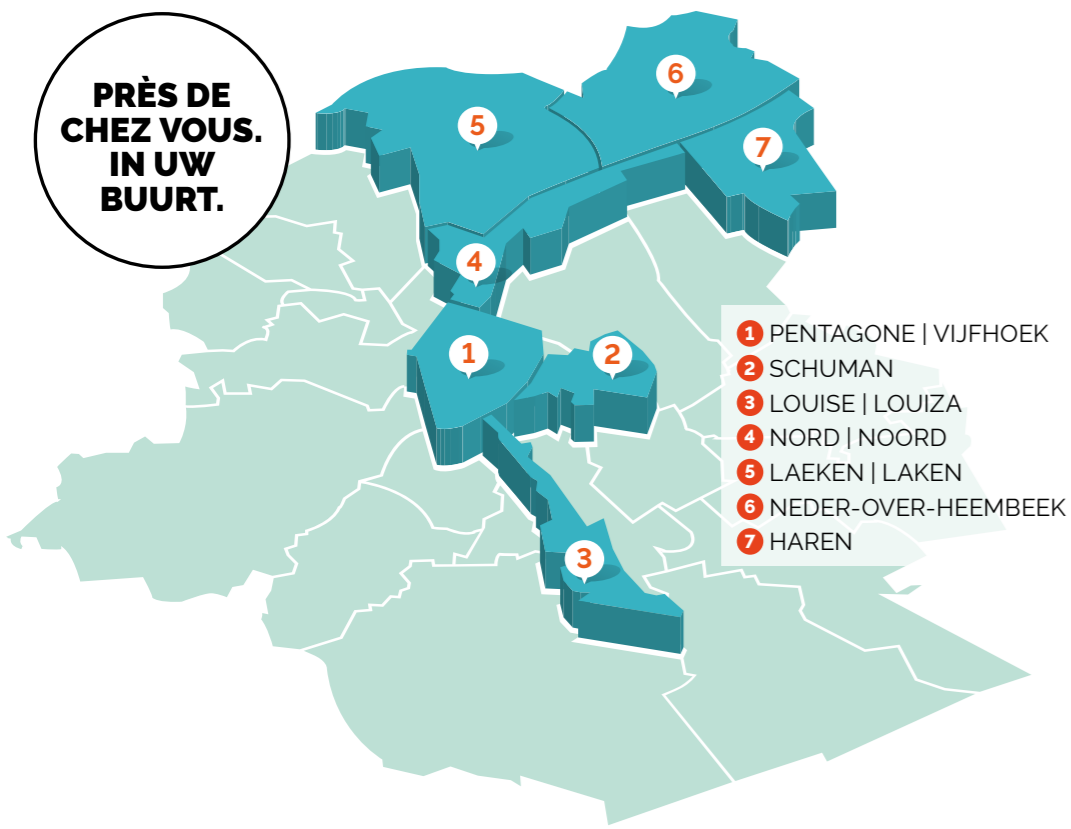 PRÈS DE
CHEZ VOUS.
IN UW
BUURT.
6
5
7
4
1
2
3
1 PENTAGONE | VIJFHOEK
2 SCHUMAN
3 LOUISE | LOUIZA
4 NORD | NOORD
5 LAEKEN | LAKEN
6 NEDER-OVER-HEEMBEEK
7 HAREN